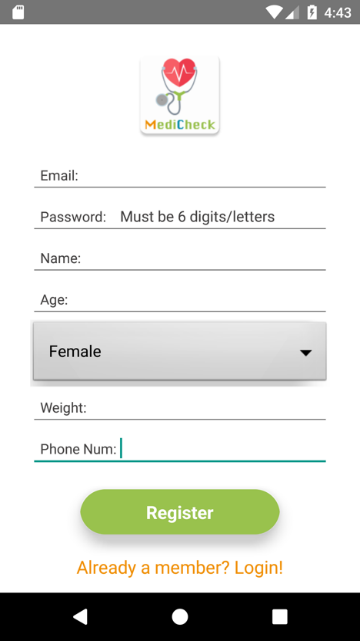 4:43
MediCheck
Email:
Password: Must be 6 digits/letters
Name:
Age:
Female
Weight:
Phone Num:
Register
Already a member? Login!